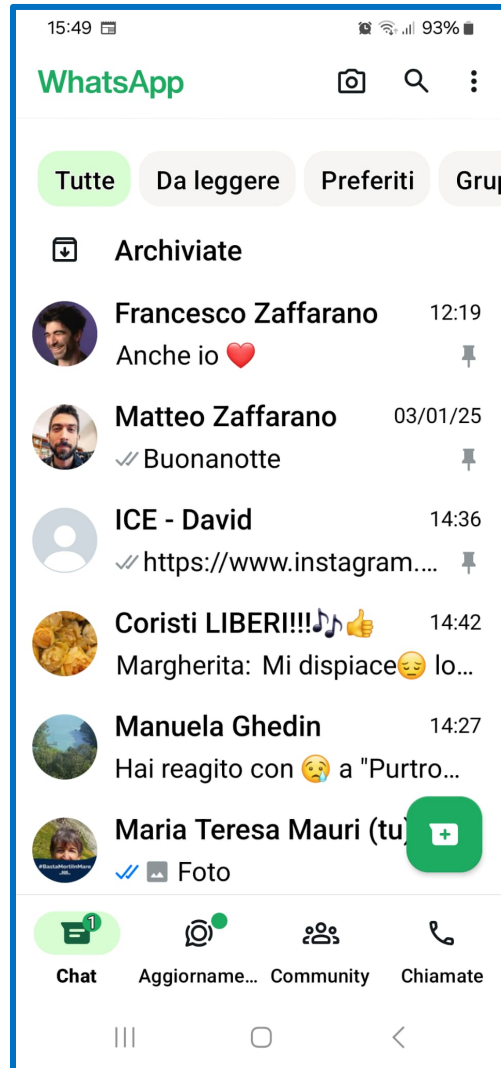 15:49 93%
WhatsApp
Tutte Da leggere Preferiti Grup
Archiviate
Francesco Zaffarano 12:19
Anche io ❤️
Matteo Zaffarano 03/01/25
Buonanotte
ICE - David 14:36
https://www.instagram....
Coristi LIBERI!!!🎶👍 14:42
Margherita: Mi dispiace😔 lo...
Manuela Ghedin 14:27
Hai reagito con 😢 a "Purtro...
Maria Teresa Mauri (tu)
#BastaMortiInMare
Foto
1
Chat Aggiorname... Community Chiamate